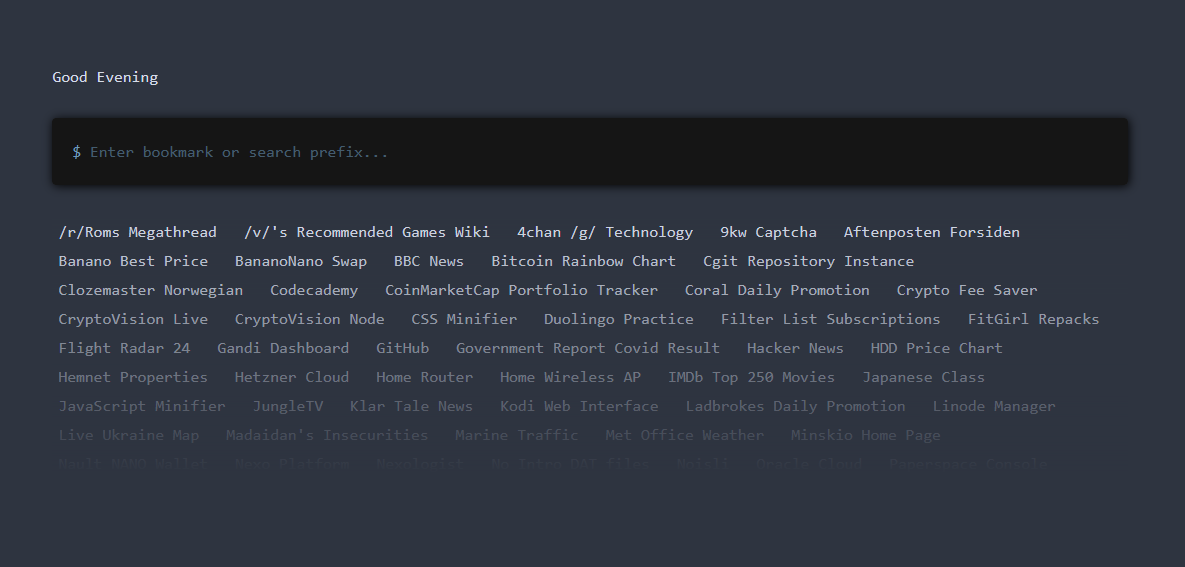 Good Evening
$ Enter bookmark or search prefix...
/r/Roms Megathread /v/'s Recommended Games Wiki 4chan /g/ Technology 9kw Captcha Aftenposten Forsiden
Banano Best Price BananoNano Swap BBC News Bitcoin Rainbow Chart Cgit Repository Instance
Clozemaster Norwegian Codecademy CoinMarketCap Portfolio Tracker Coral Daily Promotion Crypto Fee Saver
CryptoVision Live CryptoVision Node CSS Minifier Duolingo Practice Filter List Subscriptions FitGirl Repacks
Flight Radar 24 Gandi Dashboard GitHub Government Report Covid Result Hacker News HDD Price Chart
Hemnet Properties Hetzner Cloud Home Router Home Wireless AP IMDb Top 250 Movies Japanese Class
JavaScript Minifier JungleTV Klar Tale News Kodi Web Interface Ladbrokes Daily Promotion Linode Manager
Live Ukraine Map Madaidan's Insecurities Marine Traffic Met Office Weather Minskio Home Page